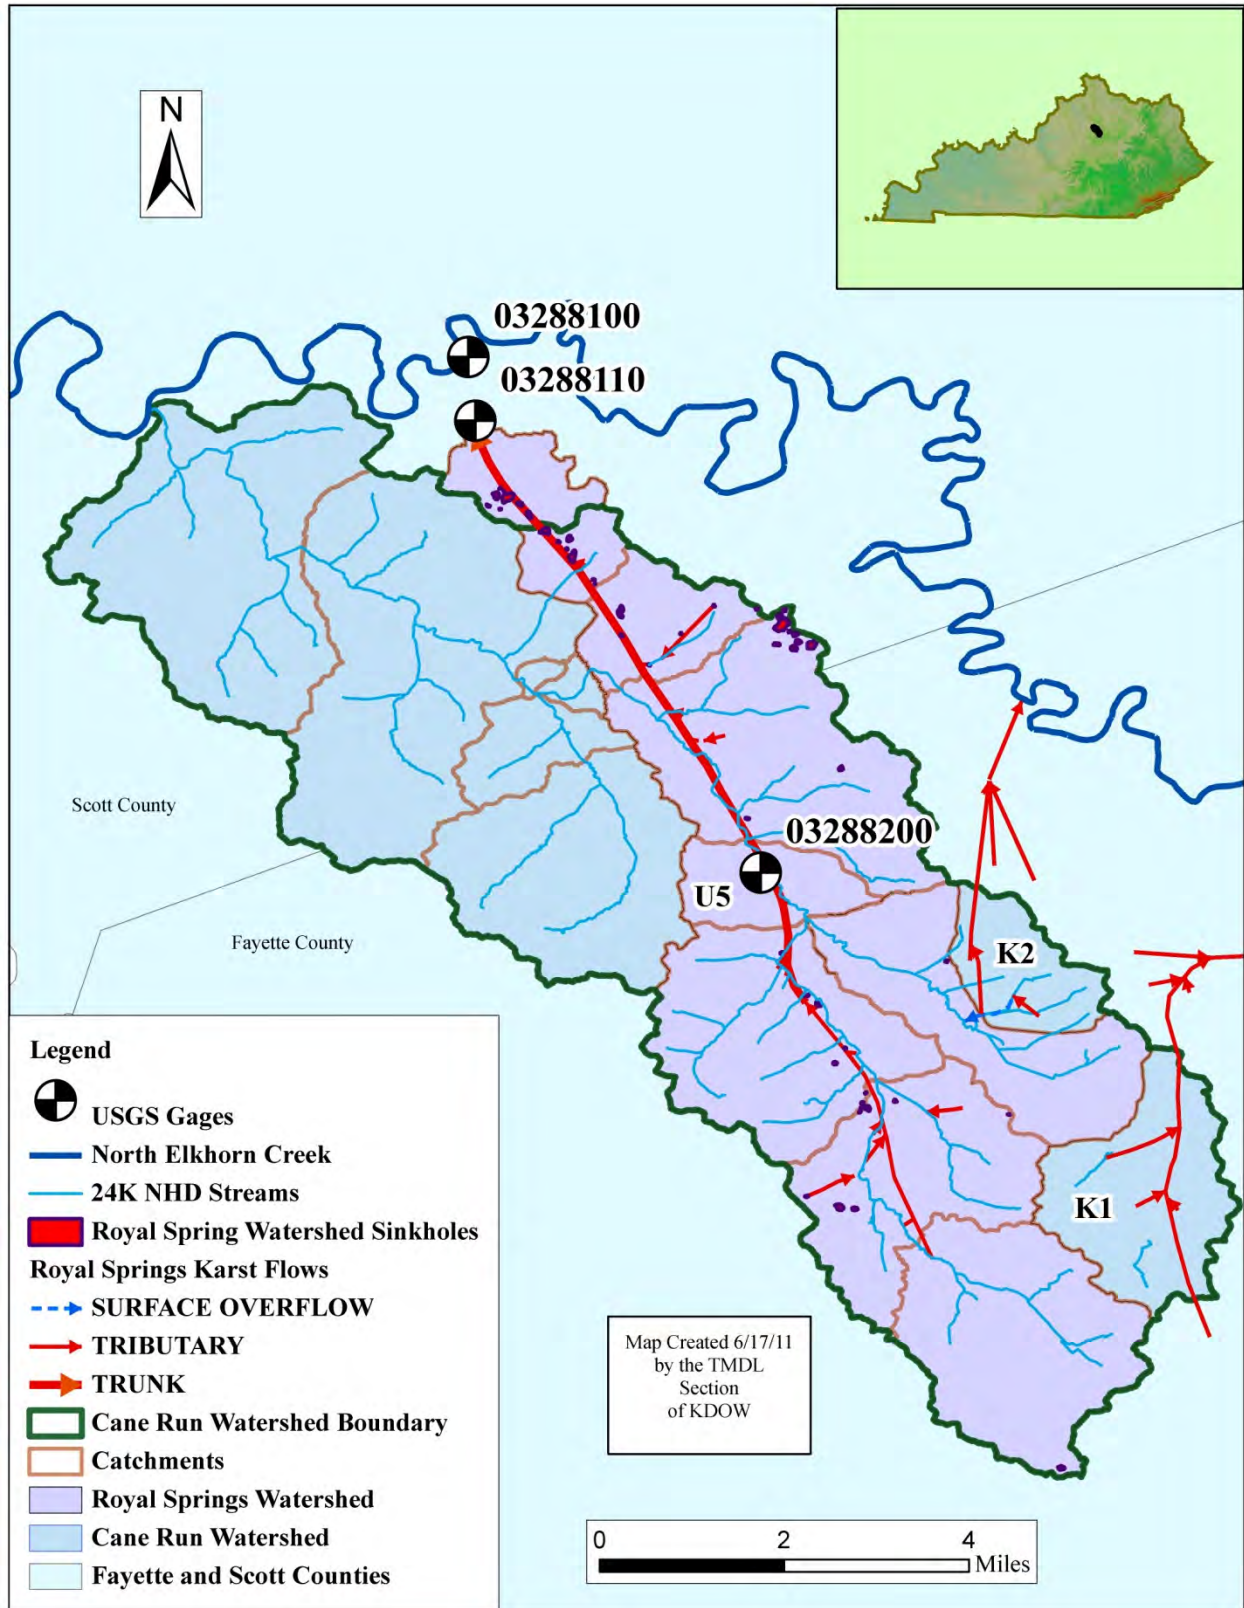 N
03288100
03288110
03288200
U5
K2
K1
Scott County
Fayette County
Legend
USGS Gages
North Elkhorn Creek
24K NHD Streams
Royal Spring Watershed Sinkholes
Royal Springs Karst Flows
SURFACE OVERFLOW
TRIBUTARY
TRUNK
Cane Run Watershed Boundary
Catchments
Royal Springs Watershed
Cane Run Watershed
Fayette and Scott Counties
Map Created 6/17/11
by the TMDL
Section
of KDOW
0 2 4
Miles